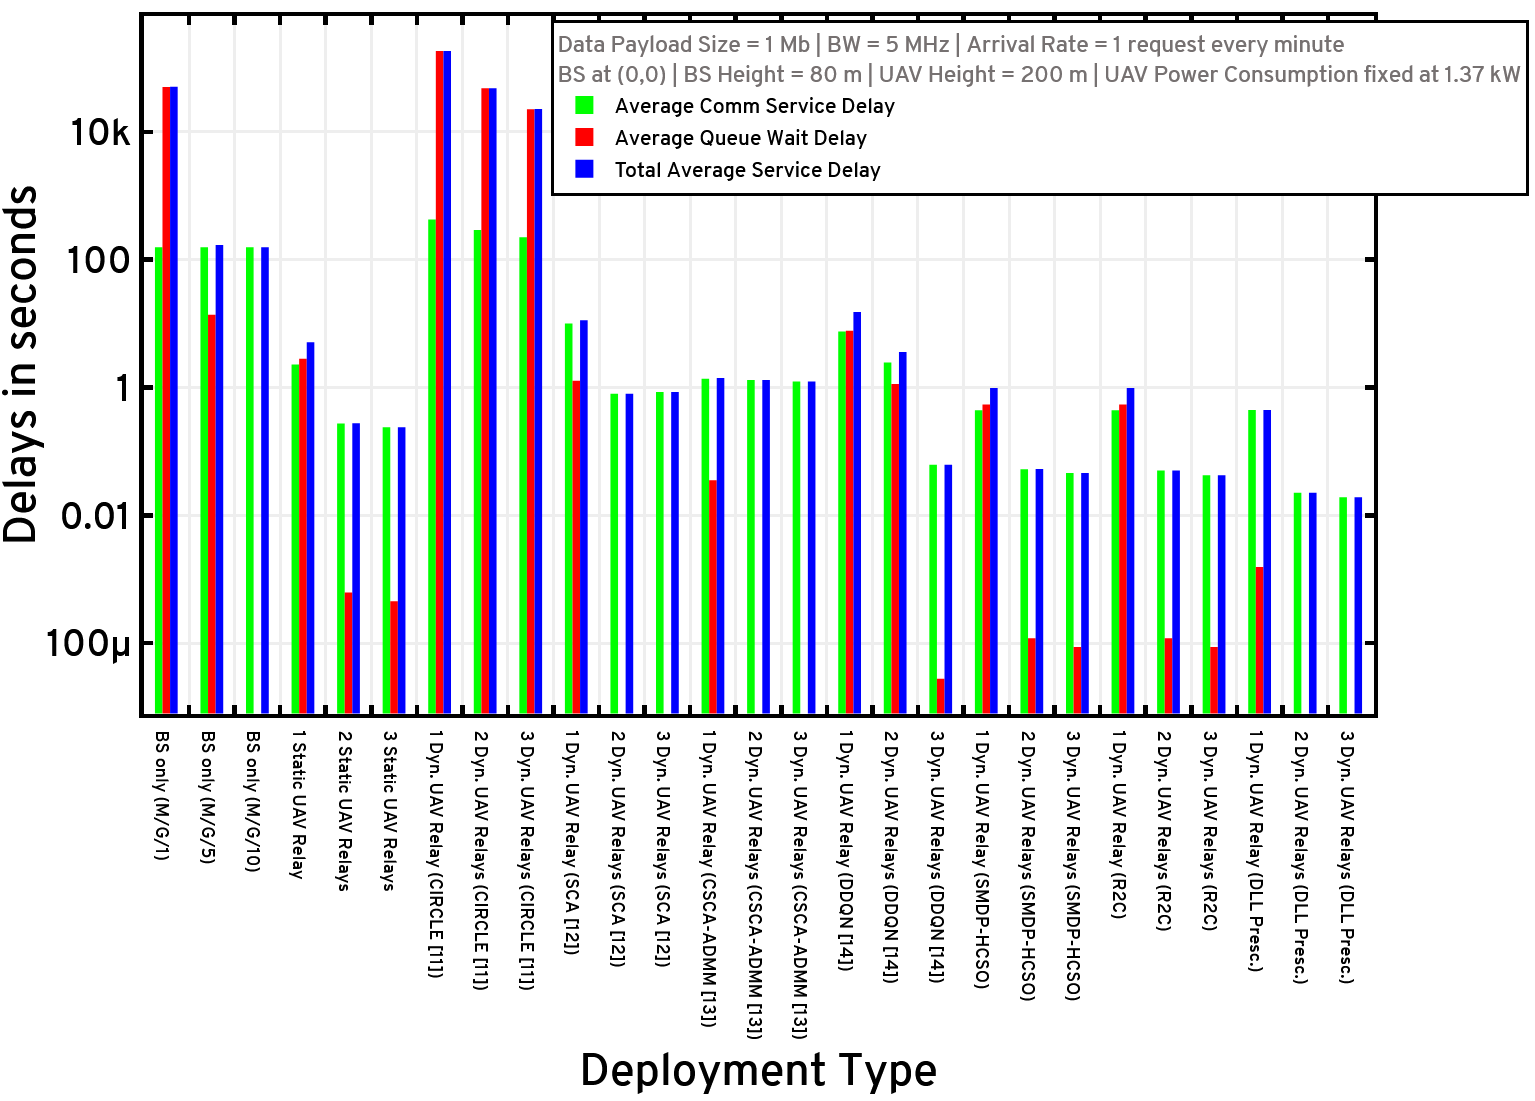 Data Payload Size = 1 Mb | BW = 5 MHz | Arrival Rate = 1 request every minute
BS at (0,0) | BS Height = 80 m | UAV Height = 200 m | UAV Power Consumption fixed at 1.37 kW
Average Comm Service Delay
Average Queue Wait Delay
Total Average Service Delay
Delays in seconds
10k
100
1
0.01
100μ
BS only (M/G/1)
BS only (M/G/5)
BS only (M/G/10)
1 Static UAV Relay
2 Static UAV Relays
3 Static UAV Relays
1 Dyn. UAV Relay (CIRCLE [11])
2 Dyn. UAV Relays (CIRCLE [11])
3 Dyn. UAV Relays (CIRCLE [11])
1 Dyn. UAV Relay (SCA [12])
2 Dyn. UAV Relays (SCA [12])
3 Dyn. UAV Relays (SCA [12])
1 Dyn. UAV Relay (CSCA-ADMM [13])
2 Dyn. UAV Relays (CSCA-ADMM [13])
3 Dyn. UAV Relays (CSCA-ADMM [13])
1 Dyn. UAV Relay (DDQN [14])
2 Dyn. UAV Relays (DDQN [14])
3 Dyn. UAV Relays (DDQN [14])
1 Dyn. UAV Relay (SMDP-HCSO)
2 Dyn. UAV Relays (SMDP-HCSO)
3 Dyn. UAV Relays (SMDP-HCSO)
1 Dyn. UAV Relay (R2C)
2 Dyn. UAV Relays (R2C)
3 Dyn. UAV Relays (R2C)
1 Dyn. UAV Relay (DLL Presc.)
2 Dyn. UAV Relays (DLL Presc.)
3 Dyn. UAV Relays (DLL Presc.)
Deployment Type